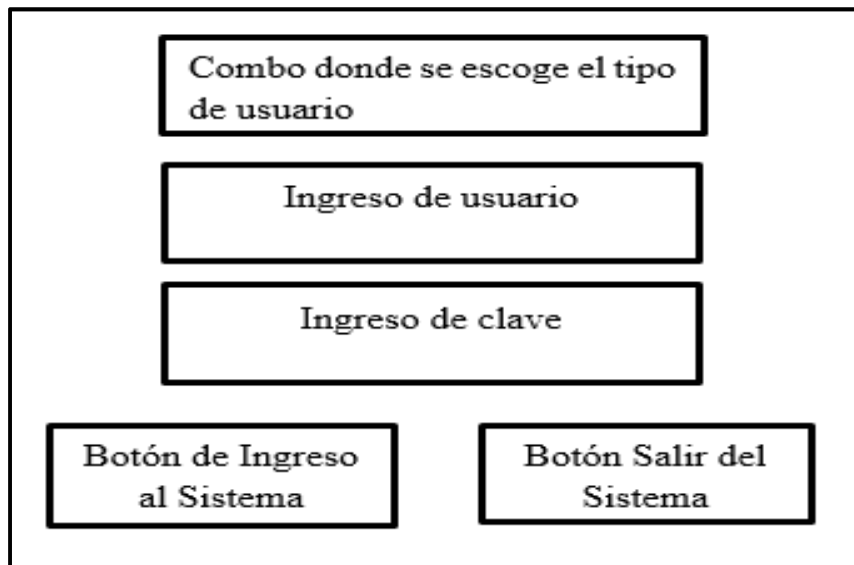 Combo donde se escoge el tipo
de usuario
Ingreso de usuario
Ingreso de clave
Botón de Ingreso
al Sistema
Botón Salir del
Sistema